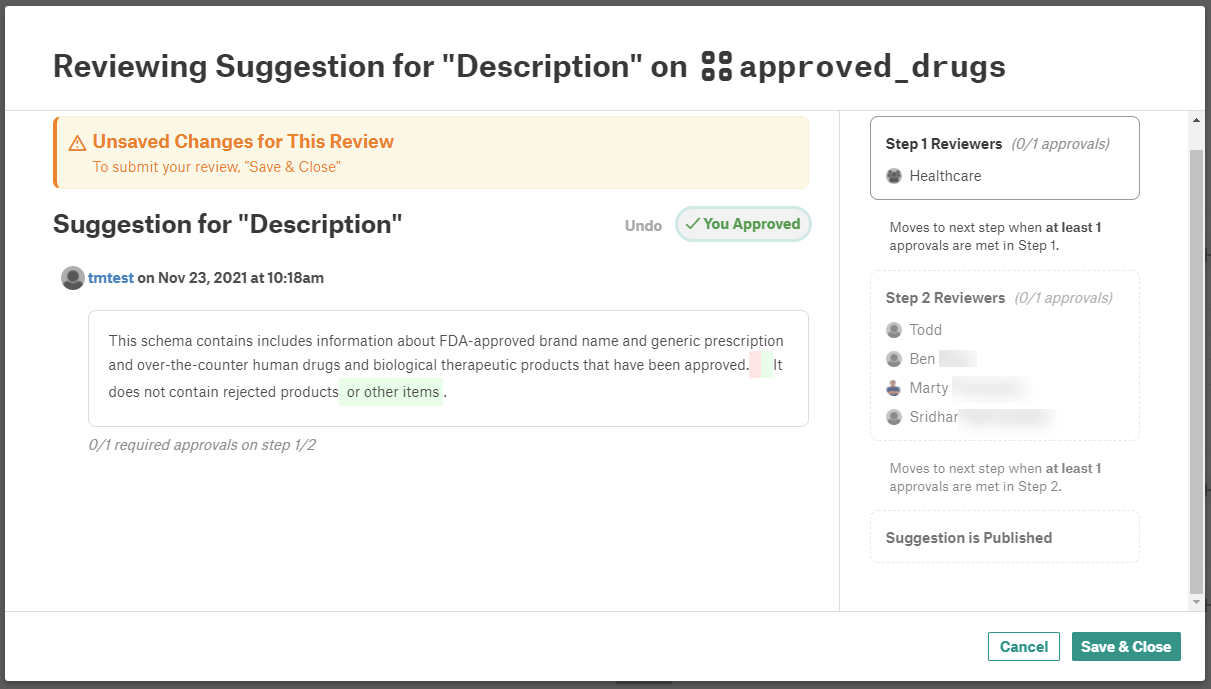 Reviewing Suggestion for "Description" on approved_drugs
Unsaved Changes for This Review
To submit your review, "Save & Close"
Suggestion for "Description"
Undo
You Approved
tmtest on Nov 23, 2021 at 10:18am
This schema contains includes information about FDA-approved brand name and generic prescription
and over-the-counter human drugs and biological therapeutic products that have been approved. It
does not contain rejected products or other items .
0/1 required approvals on step 1/2
Step 1 Reviewers (0/1 approvals)
Healthcare
Moves to next step when at least 1
approvals are met in Step 1.
Step 2 Reviewers (0/1 approvals)
Todd
Ben
Marty
Sridhar
Moves to next step when at least 1
approvals are met in Step 2.
Suggestion is Published
Cancel
Save & Close